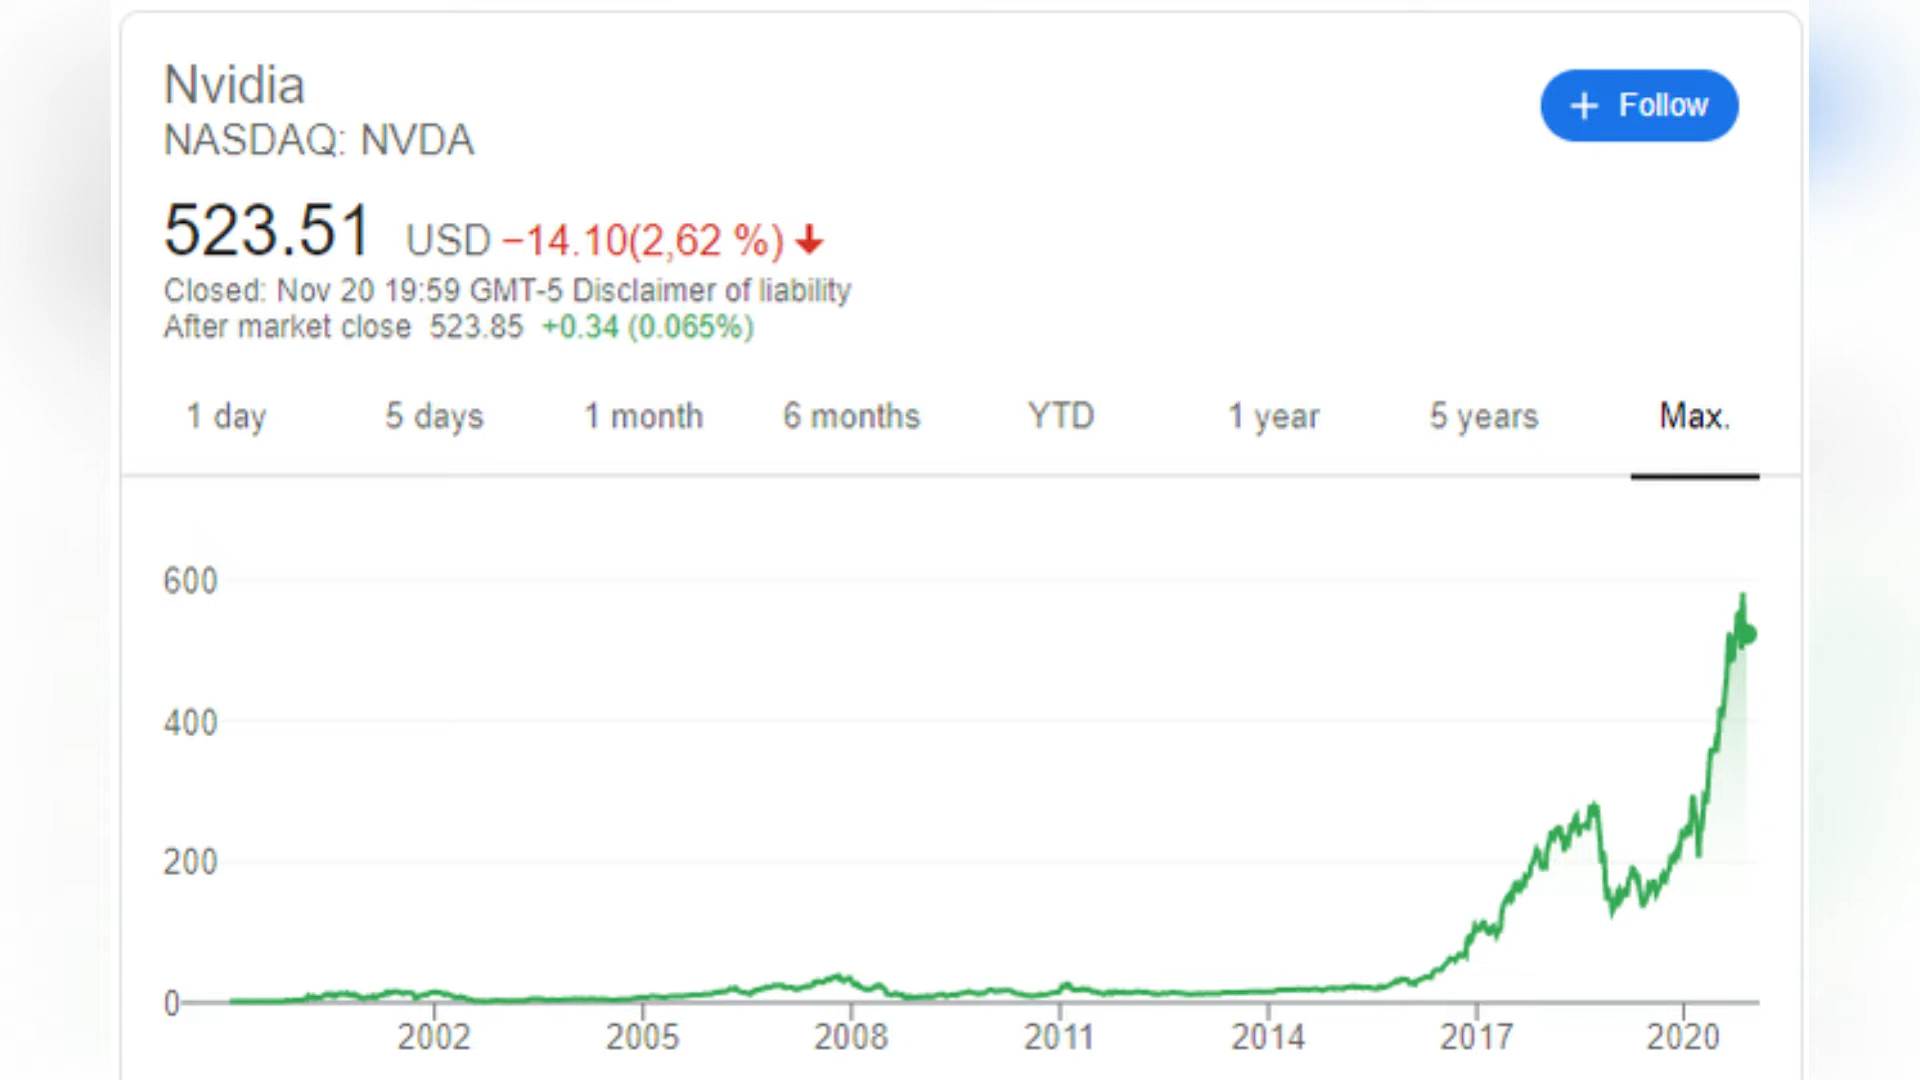 Nvidia
NASDAQ: NVDA
+ Follow
523.51 USD −14.10(2,62 %)
Closed: Nov 20 19:59 GMT-5 Disclaimer of liability
After market close 523.85 +0.34 (0.065%)
1 day 5 days 1 month 6 months YTD 1 year 5 years Max.
600
400
200
0
2002 2005 2008 2011 2014 2017 2020